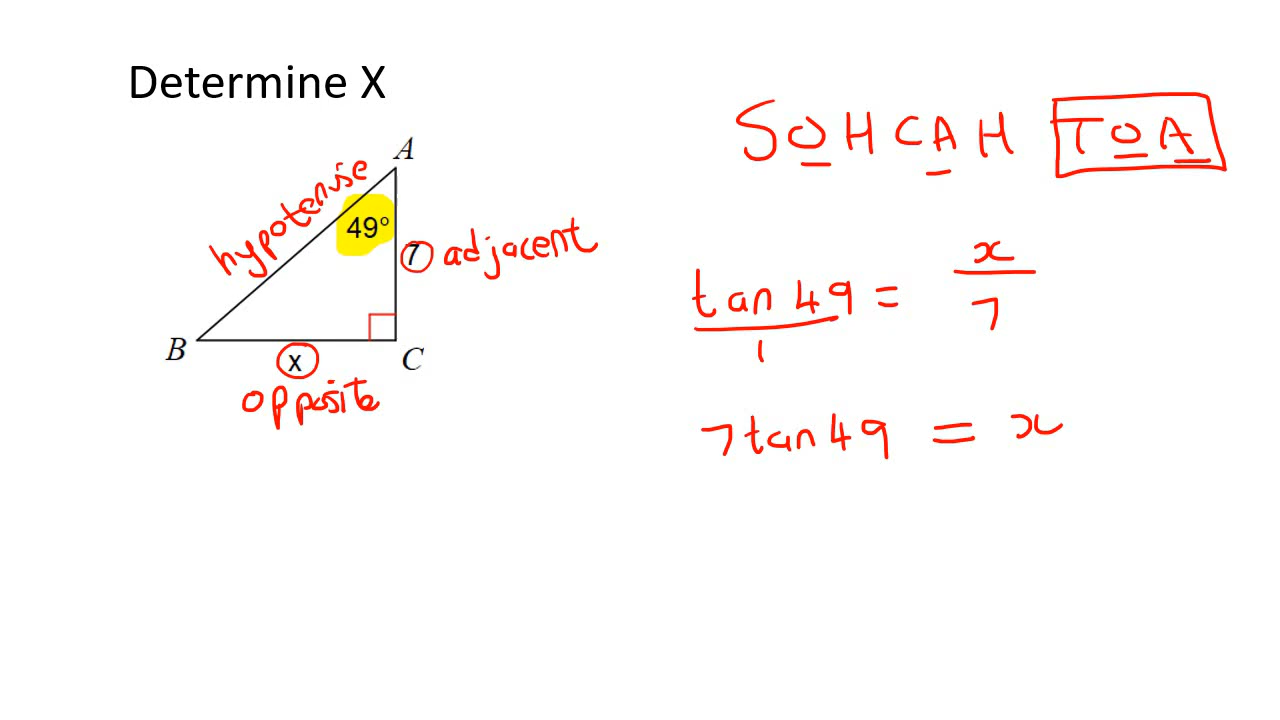 Determine X
SOHCAH TOA
A
hypotenuse
49°
7 adjacent
B
x
C
opposite
tan 49 = x
7
1
7tan49 = x